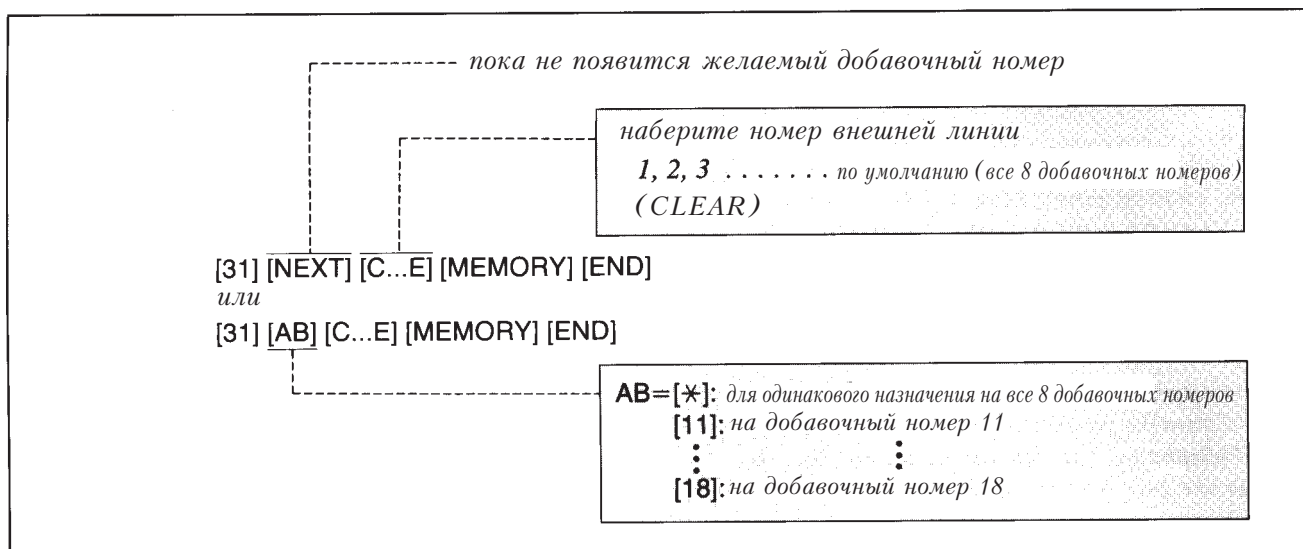 пока не появится желаемый добавочный номер
наберите номер внешней линии
1, 2, 3 ....... по умолчанию (все 8 добавочных номеров)
(CLEAR)
[31] [NEXT] [C...E] [MEMORY] [END]
или
[31] [AB] [C...E] [MEMORY] [END]
AB=[*]: для одинакового назначения на все 8 добавочных номеров
[11]: на добавочный номер 11
⋮ ⋮
[18]: на добавочный номер 18